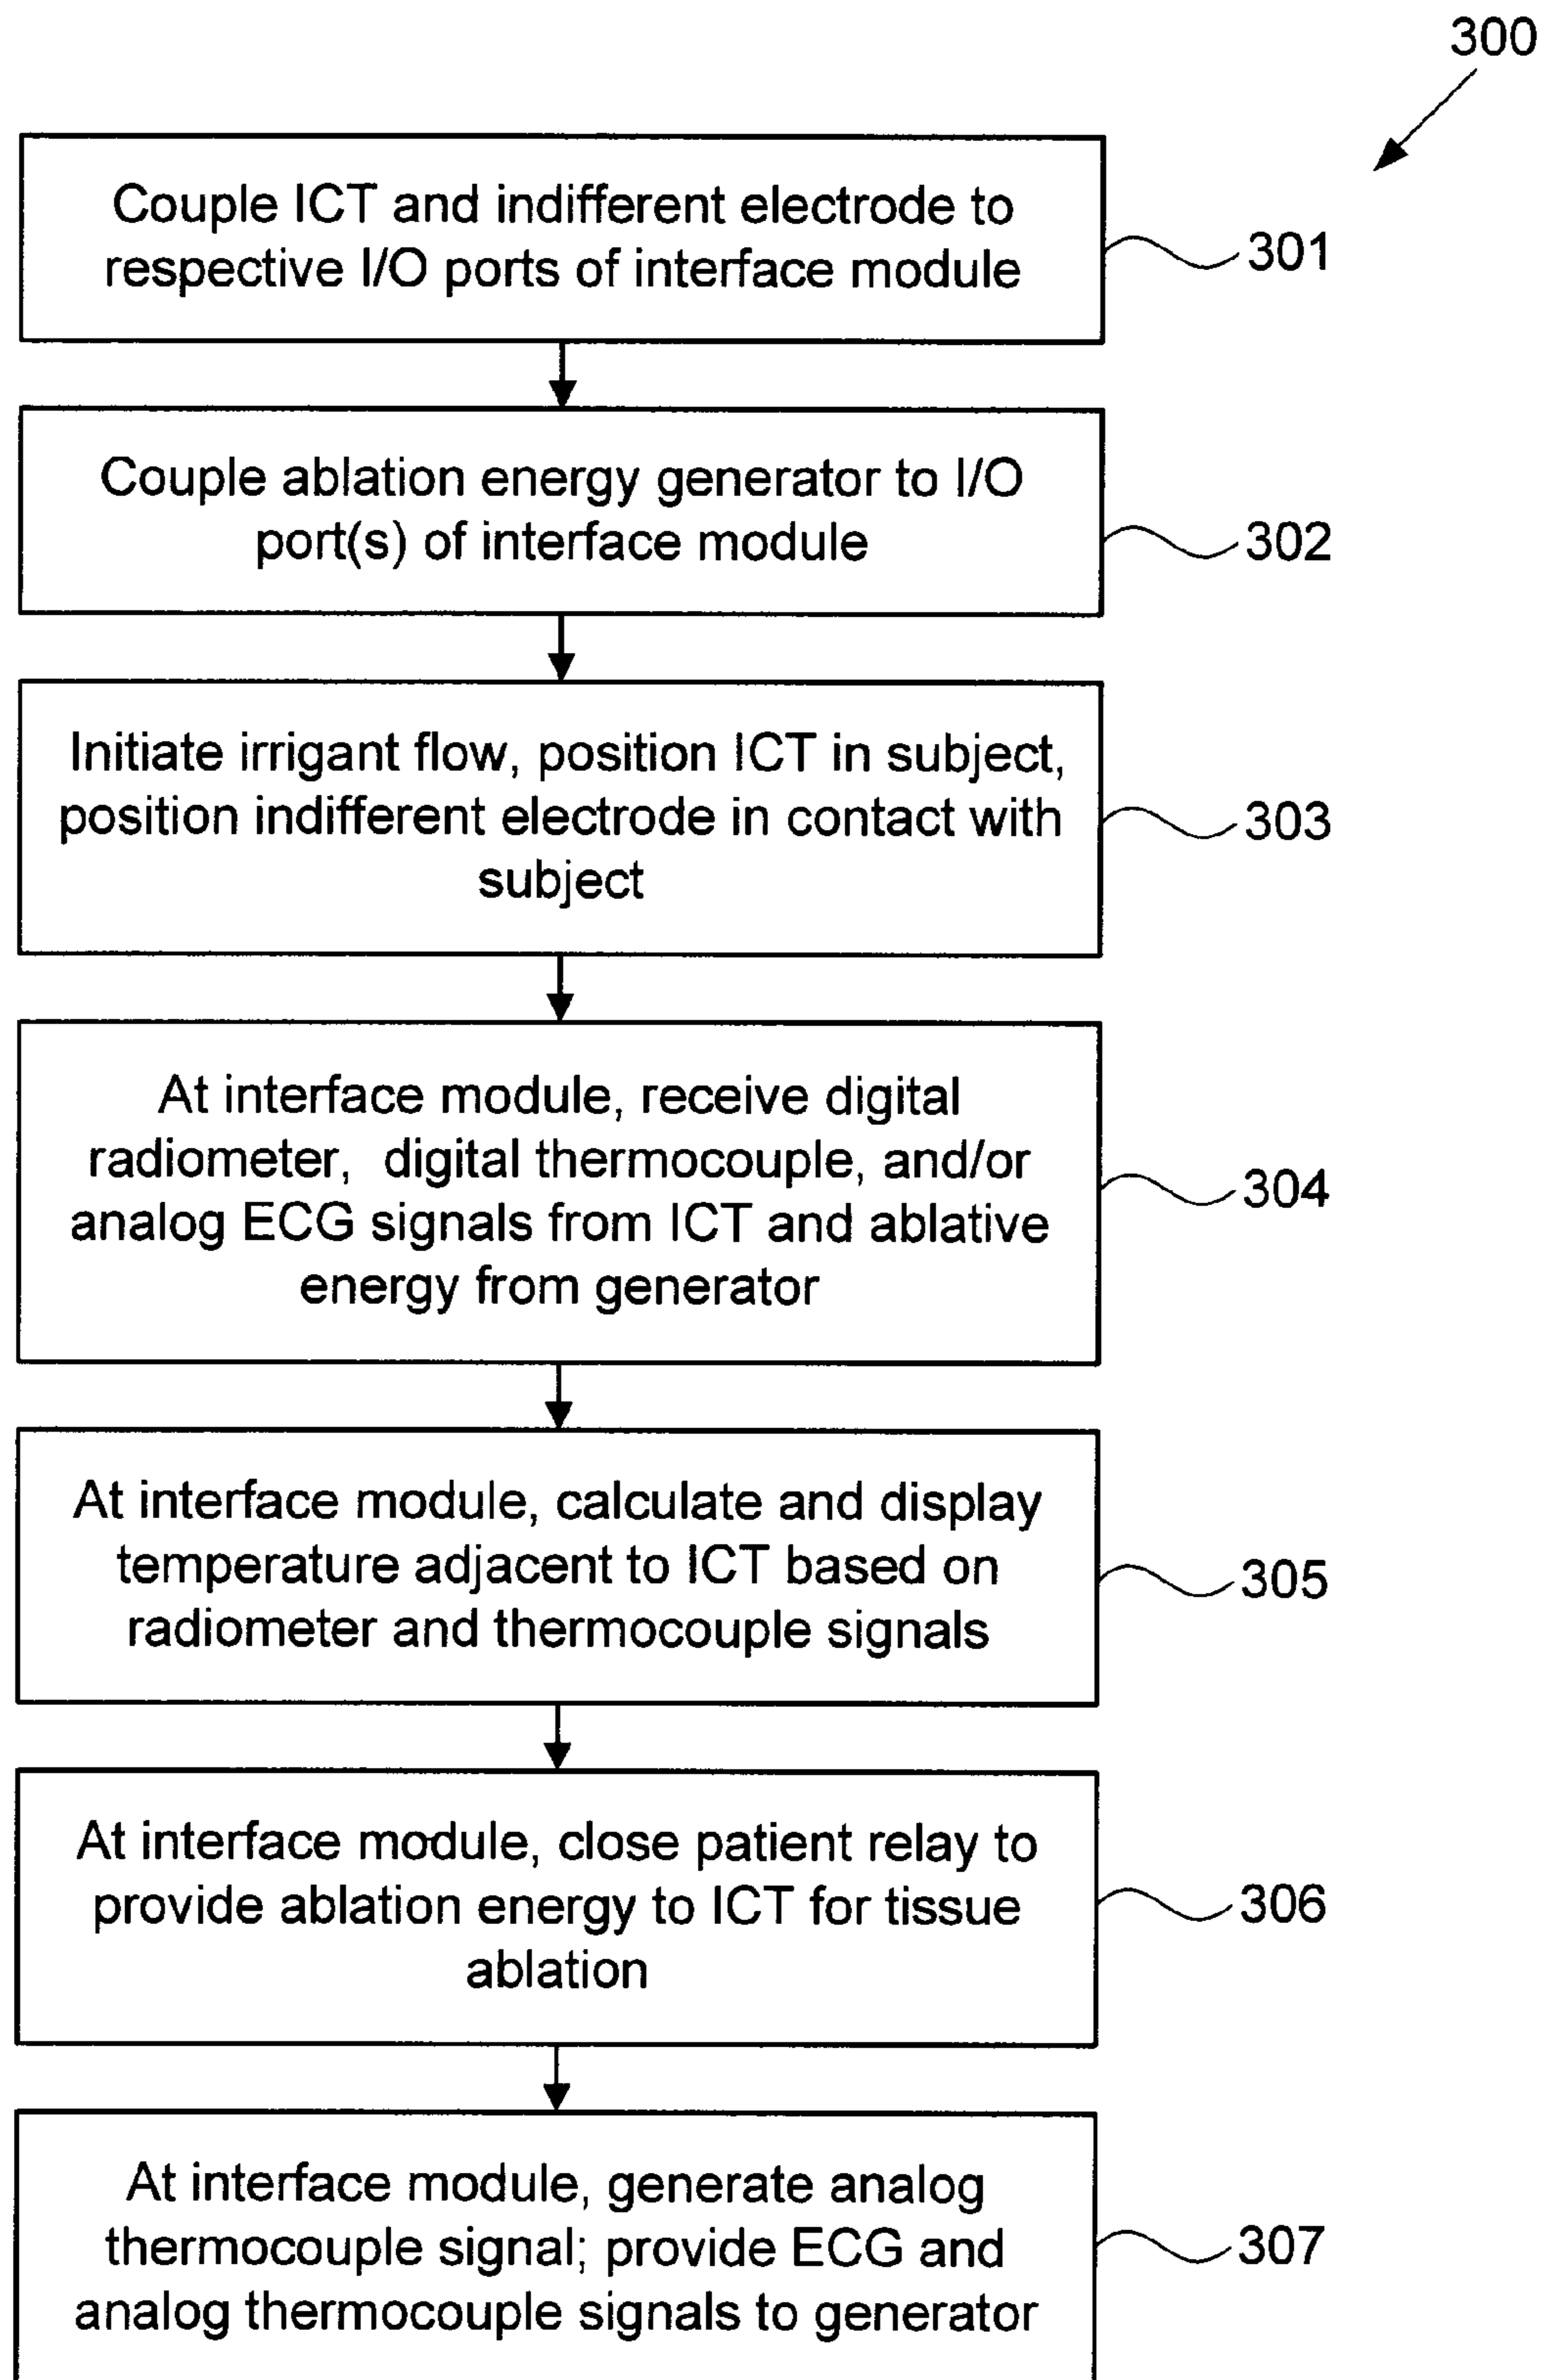 300
Couple ICT and indifferent electrode to
respective I/O ports of interface module
301
Couple ablation energy generator to I/O
port(s) of interface module
302
Initiate irrigant flow, position ICT in subject,
position indifferent electrode in contact with
subject
303
At interface module, receive digital
radiometer, digital thermocouple, and/or
analog ECG signals from ICT and ablative
energy from generator
304
At interface module, calculate and display
temperature adjacent to ICT based on
radiometer and thermocouple signals
305
At interface module, close patient relay to
provide ablation energy to ICT for tissue
ablation
306
At interface module, generate analog
thermocouple signal; provide ECG and
analog thermocouple signals to generator
307